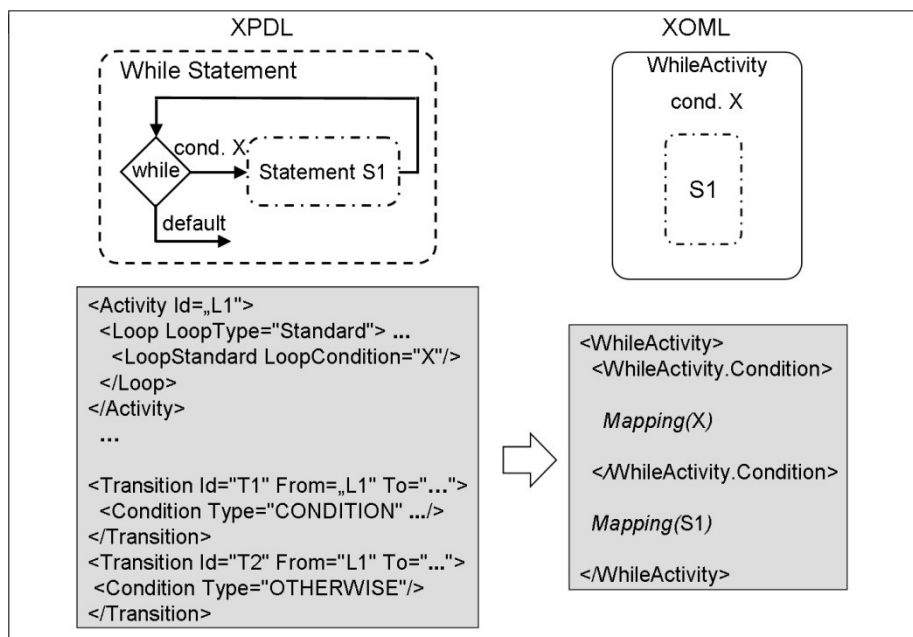 XPDL
While Statement
cond. X
while
Statement S1
default
<Activity Id=„L1">
<Loop LoopType="Standard"> ...
<LoopStandard LoopCondition="X"/>
</Loop>
</Activity>
...
<Transition Id="T1" From=„L1" To="...">
<Condition Type="CONDITION" .../>
</Transition>
<Transition Id="T2" From="L1" To="...">
<Condition Type="OTHERWISE"/>
</Transition>
XOML
WhileActivity
cond. X
S1
<WhileActivity>
<WhileActivity.Condition>
Mapping(X)
</WhileActivity.Condition>
Mapping(S1)
</WhileActivity>